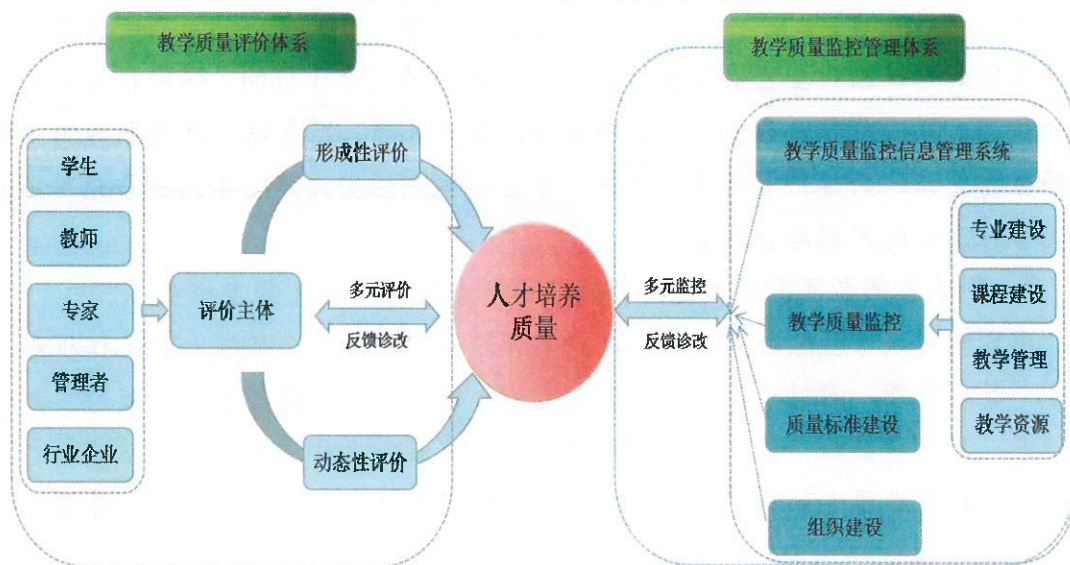 教学质量评价体系
教学质量监控管理体系
学生
教师
专家
管理者
行业企业
评价主体
形成性评价
多元评价
反馈诊改
动态性评价
人才培养
质量
多元监控
反馈诊改
教学质量监控信息管理系统
教学质量监控
质量标准建设
组织建设
专业建设
课程建设
教学管理
教学资源